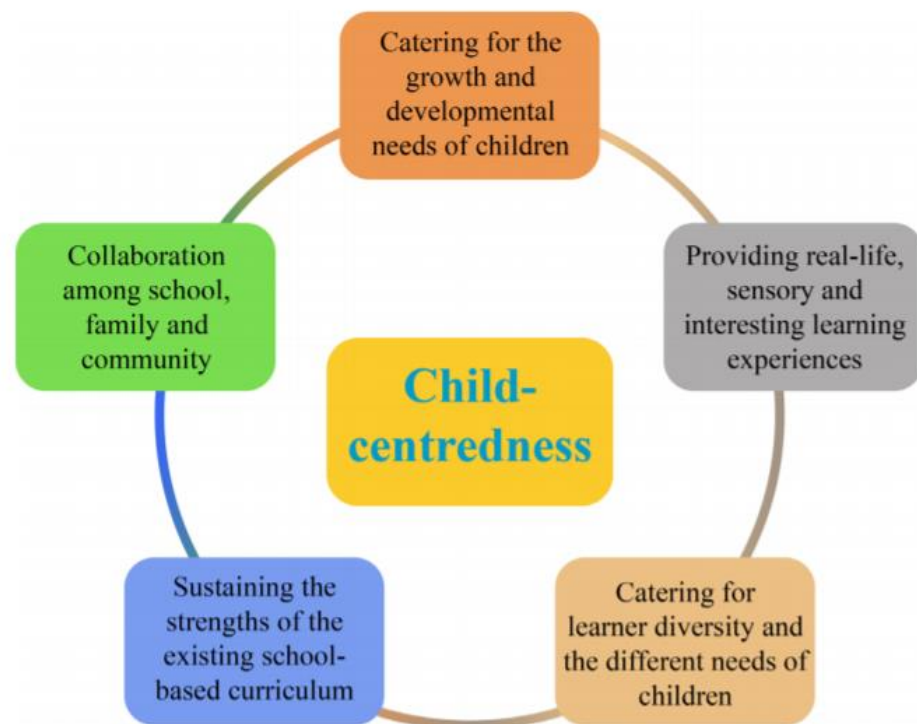 Catering for the
growth and
developmental
needs of children
Collaboration
among school,
family and
community
Providing real-life,
sensory and
interesting learning
experiences
Child-
centredness
Sustaining the
strengths of the
existing school-
based curriculum
Catering for
learner diversity and
the different needs of
children